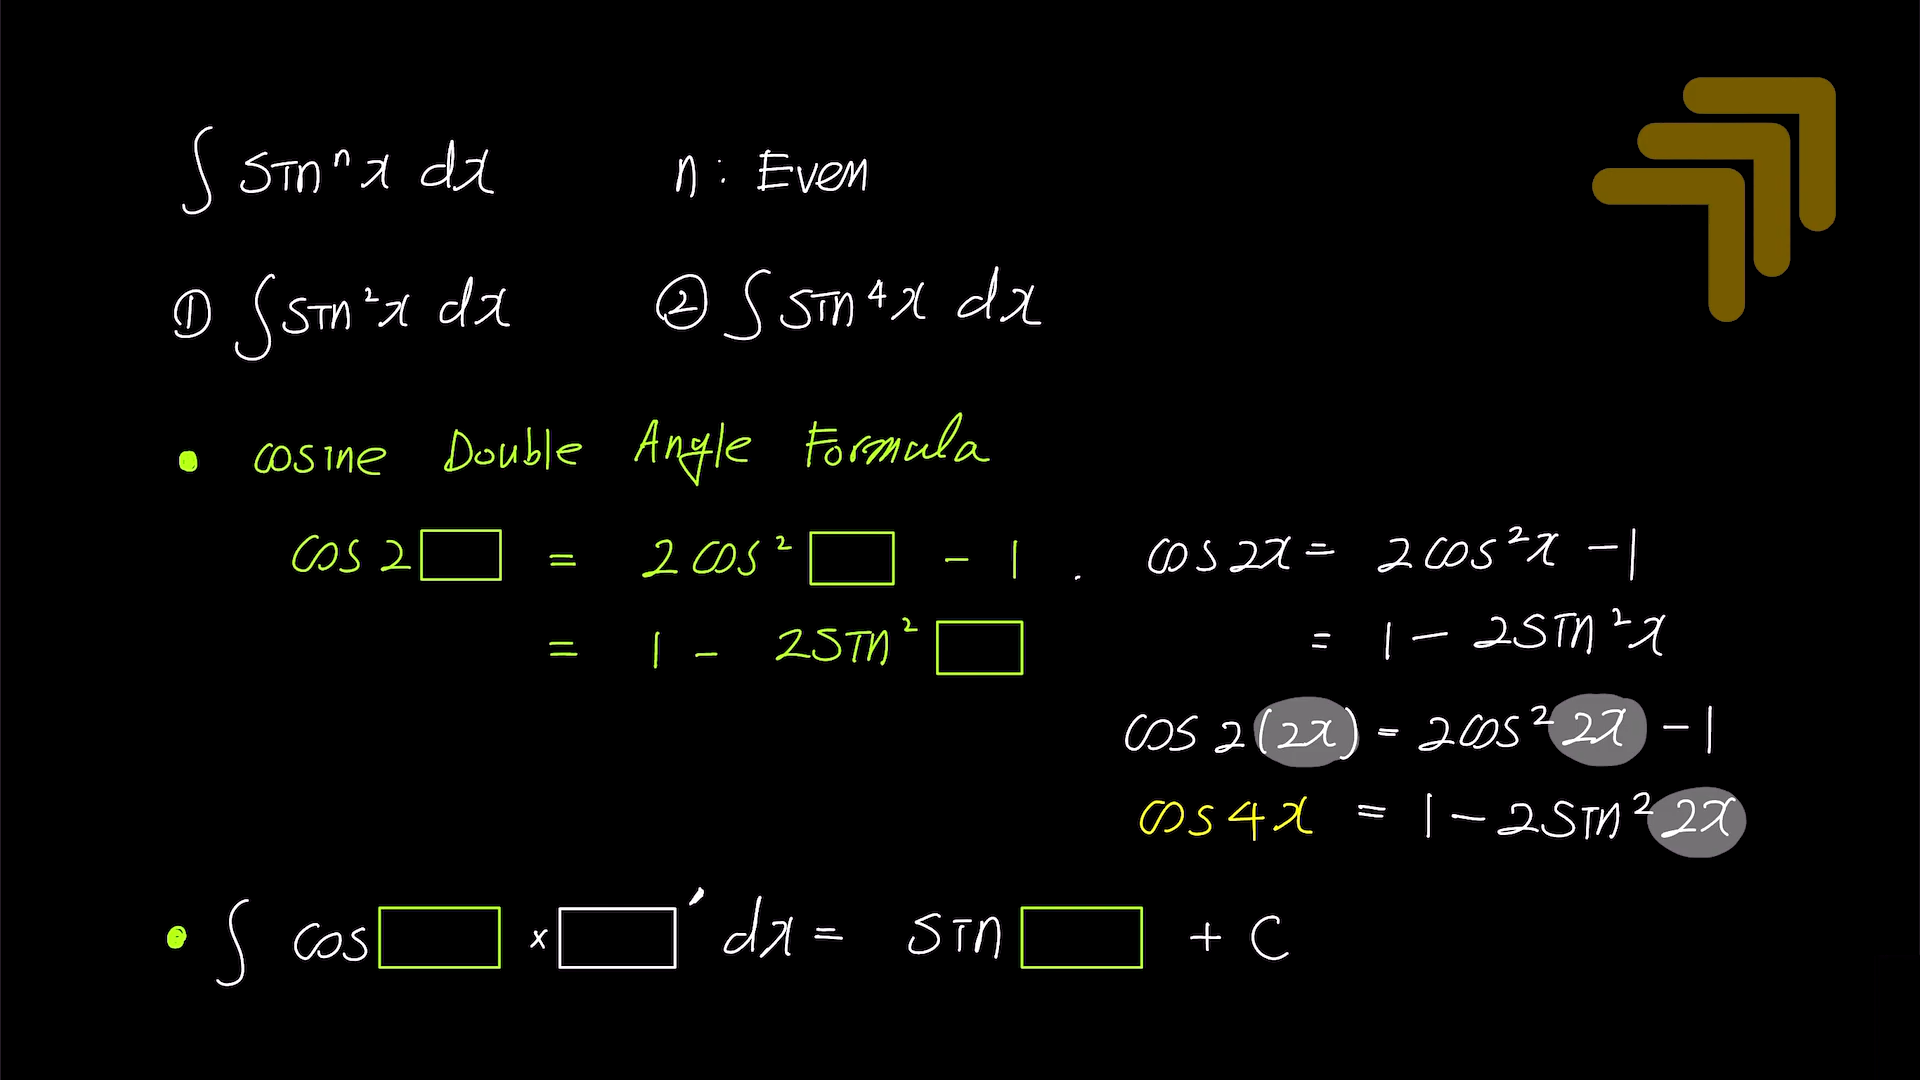 ∫ sin^n x dx n : Even
① ∫ sin²x dx ② ∫ sin⁴x dx
• cosine Double Angle Formula
cos 2□ = 2cos²□ - 1 . cos 2x = 2cos²x - 1
= 1 - 2sin²□ = 1 - 2sin²x
cos 2(2x) = 2cos²2x - 1
cos 4x = 1 - 2sin²2x
• ∫ cos□ × □′ dx = sin□ + C